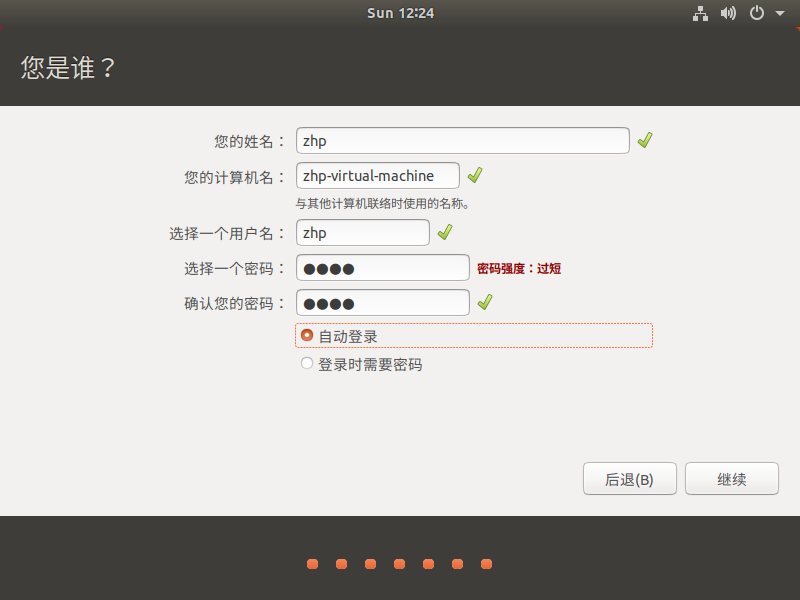 Sun 12:24
您是谁？
您的姓名： zhp
您的计算机名： zhp-virtual-machine
与其他计算机联络时使用的名称。
选择一个用户名： zhp
选择一个密码： ●●●● 密码强度：过短
确认您的密码： ●●●●
自动登录
登录时需要密码
后退(B) 继续